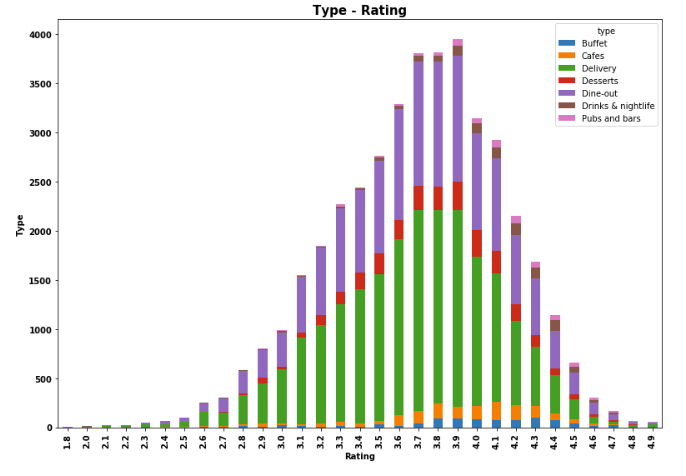 Type - Rating
type
Buffet
Cafes
Delivery
Desserts
Dine-out
Drinks & nightlife
Pubs and bars
4000
3500
3000
2500
2000
1500
1000
500
0
Type
1.8 2.0 2.1 2.2 2.3 2.4 2.5 2.6 2.7 2.8 2.9 3.0 3.1 3.2 3.3 3.4 3.5 3.6 3.7 3.8 3.9 4.0 4.1 4.2 4.3 4.4 4.5 4.6 4.7 4.8 4.9
Rating